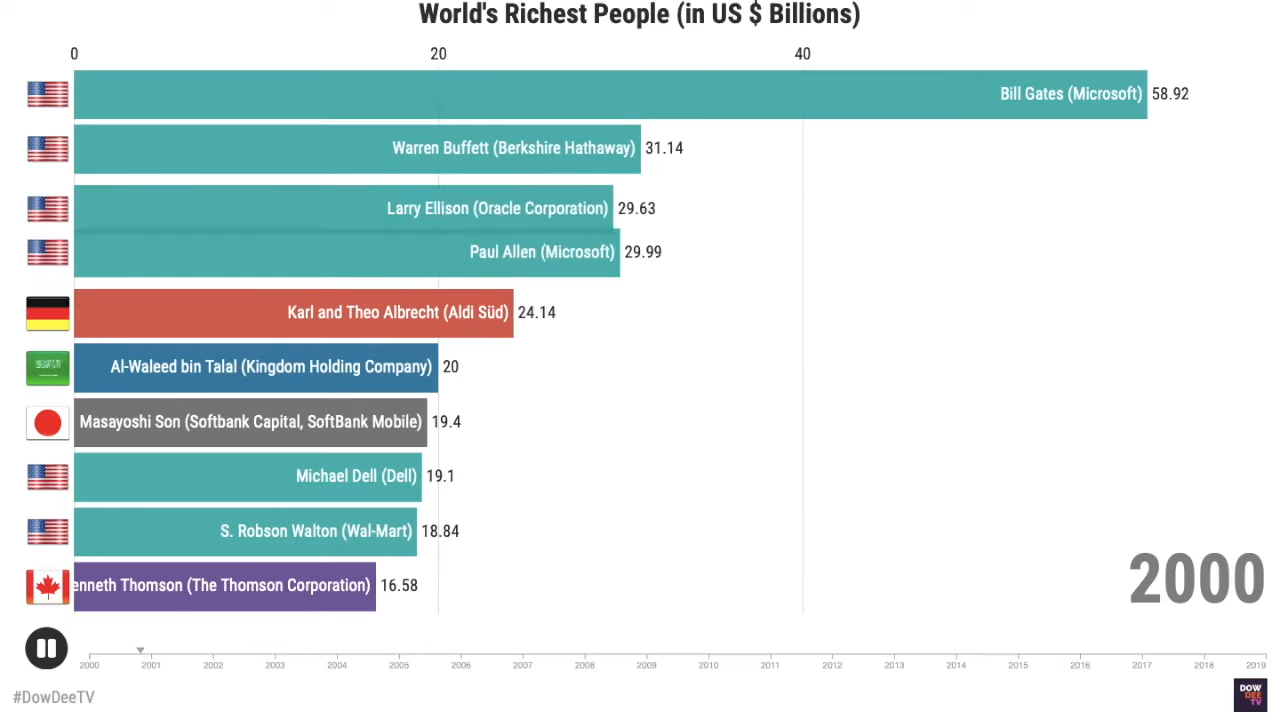 World's Richest People (in US $ Billions)
0 20 40
Bill Gates (Microsoft) 58.92
Warren Buffett (Berkshire Hathaway) 31.14
Larry Ellison (Oracle Corporation) 29.63
Paul Allen (Microsoft) 29.99
Karl and Theo Albrecht (Aldi Süd) 24.14
Al-Waleed bin Talal (Kingdom Holding Company) 20
Masayoshi Son (Softbank Capital, SoftBank Mobile) 19.4
Michael Dell (Dell) 19.1
S. Robson Walton (Wal-Mart) 18.84
enneth Thomson (The Thomson Corporation) 16.58
2000
2000 2001 2002 2003 2004 2005 2006 2007 2008 2009 2010 2011 2012 2013 2014 2015 2016 2017 2018 2019
#DowDeeTV
DOW
DEE
TV